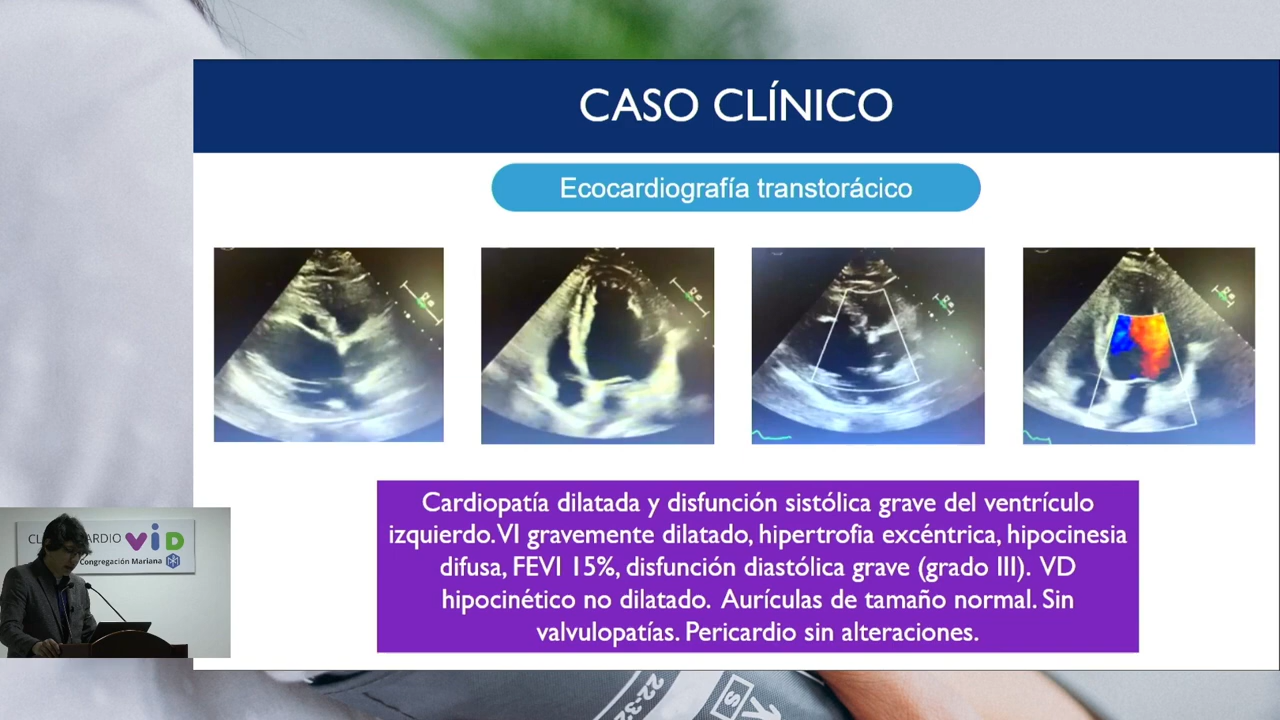 CASO CLÍNICO
Ecocardiografía transtorácico
Cardiopatía dilatada y disfunción sistólica grave del ventrículo
izquierdo. VI gravemente dilatado, hipertrofia excéntrica, hipocinesia
difusa, FEVI 15%, disfunción diastólica grave (grado III). VD
hipocinético no dilatado. Aurículas de tamaño normal. Sin
valvulopatías. Pericardio sin alteraciones.
VID
Congregación Mariana
22-32
S